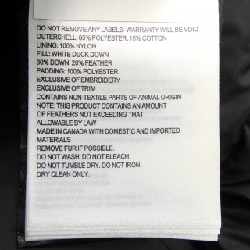 DO NOT REMOVE ANY LABELS - WARRANTY WILL BE VOID
OUTERSHELL: 85% POLYESTER, 15% COTTON
LINING: 100% NYLON
FILL: WHITE DUCK DOWN
80% DOWN 20% FEATHER
PADDING: 100% POLYESTER
EXCLUSIVE OF EMBROIDERY
EXCLUSIVE OF TRIM
CONTAINS NON-TEXTILE PARTS OF ANIMAL ORIGIN
NOTE: THIS PRODUCT CONTAINS AN AMOUNT
OF FEATHERS NOT EXCEEDING THAT
ALLOWABLE BY LAW
MADE IN CANADA WITH DOMESTIC AND IMPORTED
MATERIALS
REMOVE FUR IF POSSIBLE.
DO NOT WASH. DO NOT BLEACH
DO NOT TUMBLE DRY. DO NOT IRON.
DRY CLEAN ONLY.